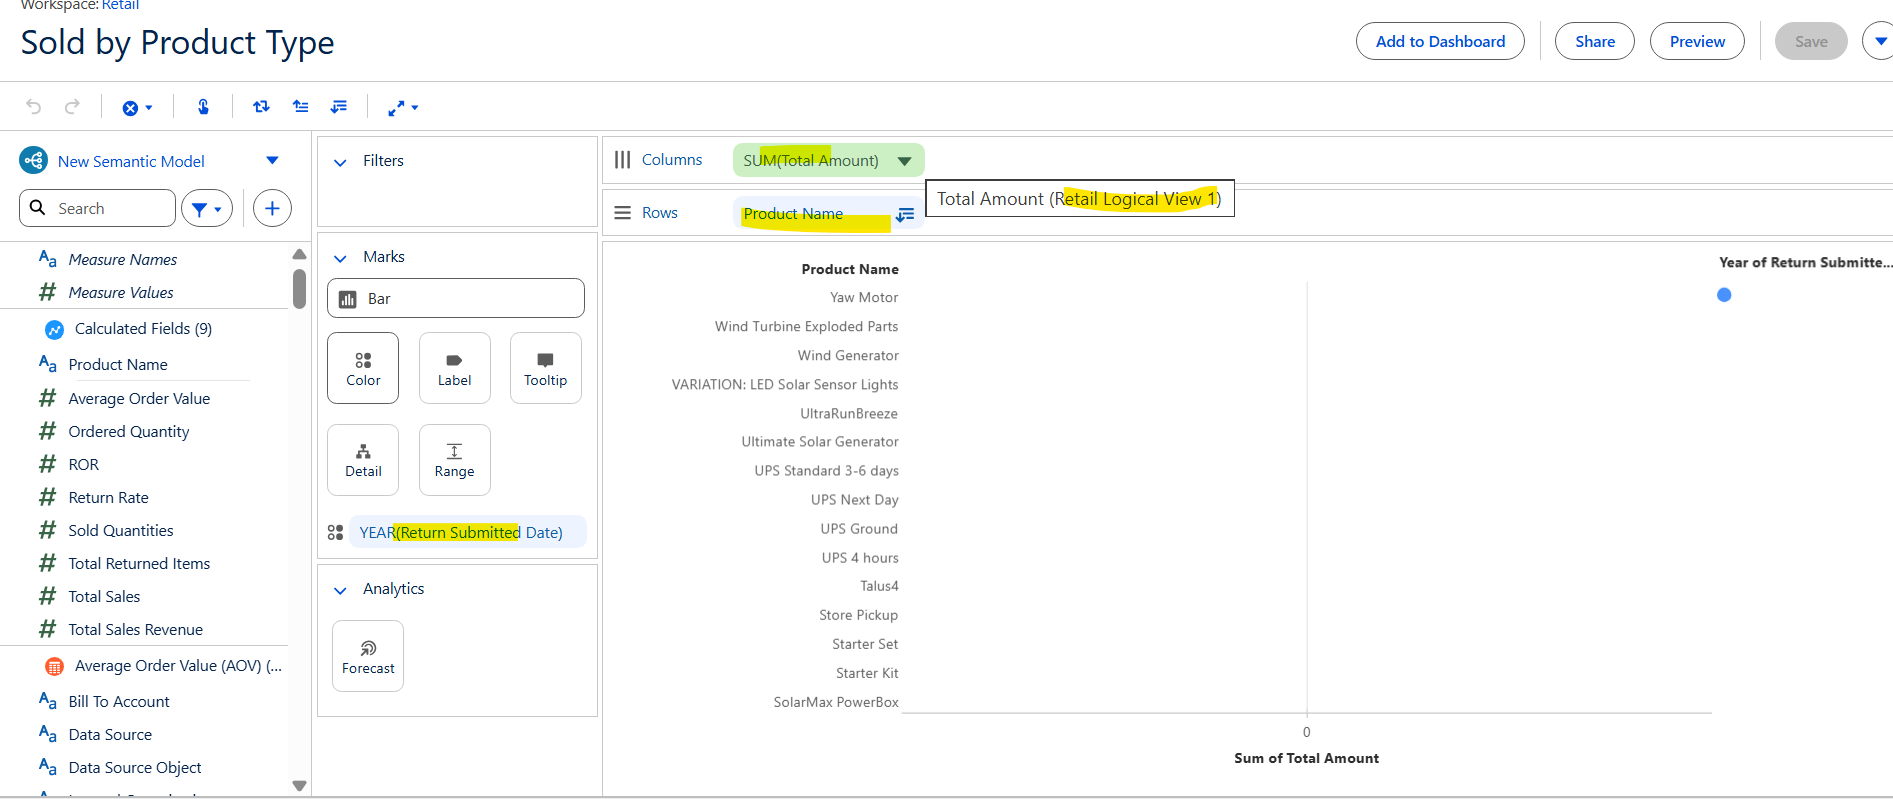 Workspace: Retail
Sold by Product Type
Add to Dashboard
Share
Preview
Save
New Semantic Model
Search
Measure Names
Measure Values
Calculated Fields (9)
Product Name
Average Order Value
Ordered Quantity
ROR
Return Rate
Sold Quantities
Total Returned Items
Total Sales
Total Sales Revenue
Average Order Value (AOV) (...
Bill To Account
Data Source
Data Source Object
Filters
Marks
Bar
Color
Label
Tooltip
Detail
Range
YEAR(Return Submitted Date)
Analytics
Forecast
Columns
SUM(Total Amount)
Total Amount (Retail Logical View 1)
Rows
Product Name
Product Name
Yaw Motor
Wind Turbine Exploded Parts
Wind Generator
VARIATION: LED Solar Sensor Lights
UltraRunBreeze
Ultimate Solar Generator
UPS Standard 3-6 days
UPS Next Day
UPS Ground
UPS 4 hours
Talus4
Store Pickup
Starter Set
Starter Kit
SolarMax PowerBox
0
Sum of Total Amount
Year of Return Submitte...